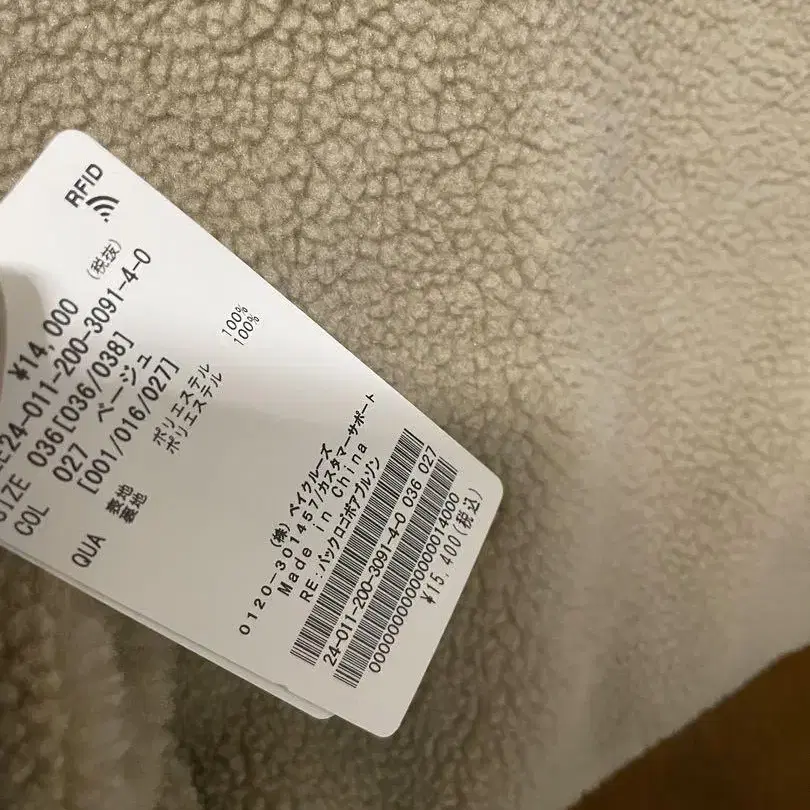 RFID
¥14,000 (税抜)
24-011-200-3091-4-0
SIZE 036[036/038]
COL 027 ベージュ
[001/016/027]
QUA 表地 ポリエステル 100%
裏地 ポリエステル 100%
(株)ベイクルーズ
0120-301457/カスタマーサポート
Made in China
RE:バックロゴボアブルゾン
24-011-200-3091-4-0 036 027
¥15,400(税込)